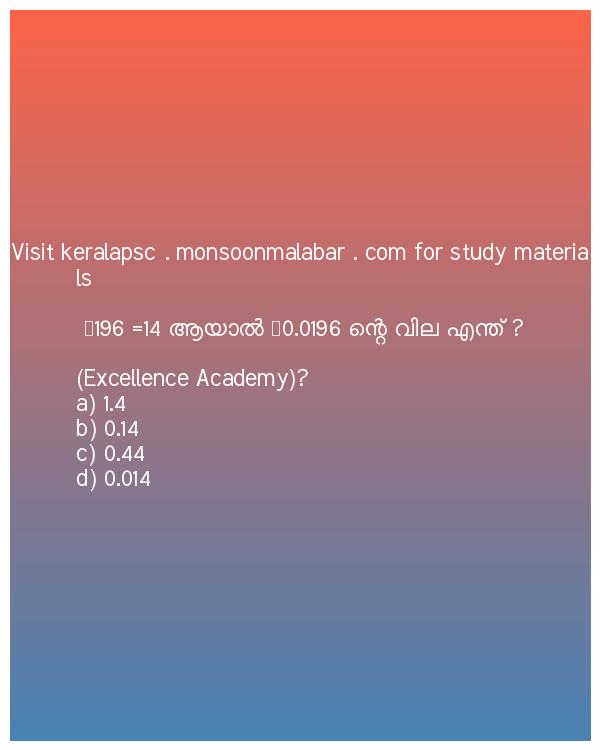 Visit keralapsc . monsoonmalabar . com for study materia
ls
▯196 =14 ആയാൽ ▯0.0196 ന്റെ വില എന്ത് ?
(Excellence Academy)?
a) 1.4
b) 0.14
c) 0.44
d) 0.014